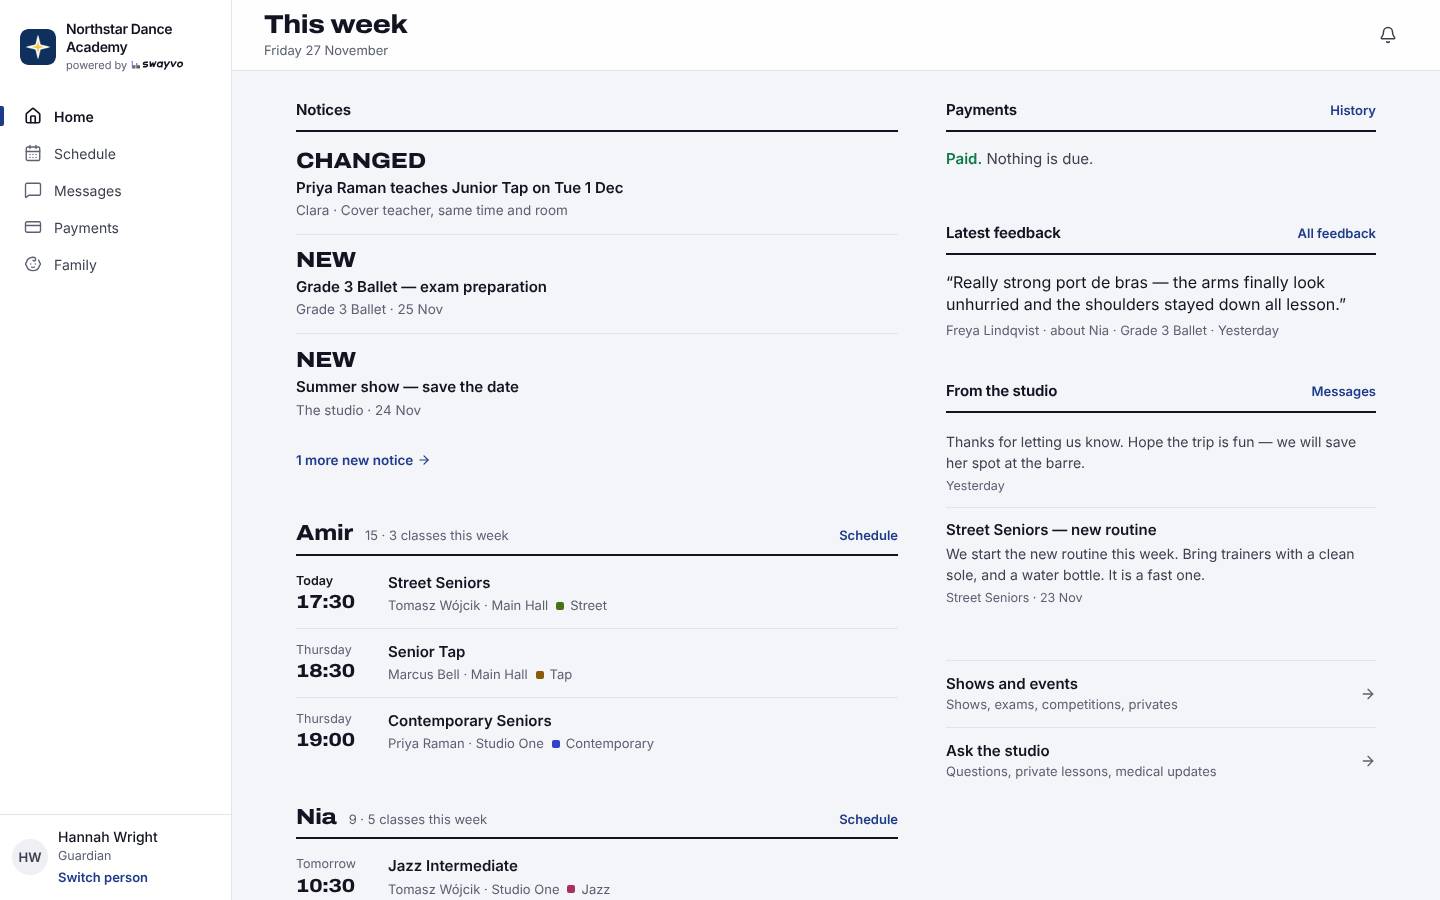 Northstar Dance
Academy
powered by swayvo
Home
Schedule
Messages
Payments
Family
Hannah Wright
HW
Guardian
Switch person
This week
Friday 27 November
Notices
CHANGED
Priya Raman teaches Junior Tap on Tue 1 Dec
Clara · Cover teacher, same time and room
NEW
Grade 3 Ballet — exam preparation
Grade 3 Ballet · 25 Nov
NEW
Summer show — save the date
The studio · 24 Nov
1 more new notice →
Amir 15 · 3 classes this week Schedule
Today
17:30
Street Seniors
Tomasz Wójcik · Main Hall Street
Thursday
18:30
Senior Tap
Marcus Bell · Main Hall Tap
Thursday
19:00
Contemporary Seniors
Priya Raman · Studio One Contemporary
Nia 9 · 5 classes this week Schedule
Tomorrow
10:30
Jazz Intermediate
Tomasz Wójcik · Studio One Jazz
Payments History
Paid. Nothing is due.
Latest feedback All feedback
“Really strong port de bras — the arms finally look
unhurried and the shoulders stayed down all lesson.”
Freya Lindqvist · about Nia · Grade 3 Ballet · Yesterday
From the studio Messages
Thanks for letting us know. Hope the trip is fun — we will save
her spot at the barre.
Yesterday
Street Seniors — new routine
We start the new routine this week. Bring trainers with a clean
sole, and a water bottle. It is a fast one.
Street Seniors · 23 Nov
Shows and events →
Shows, exams, competitions, privates
Ask the studio →
Questions, private lessons, medical updates